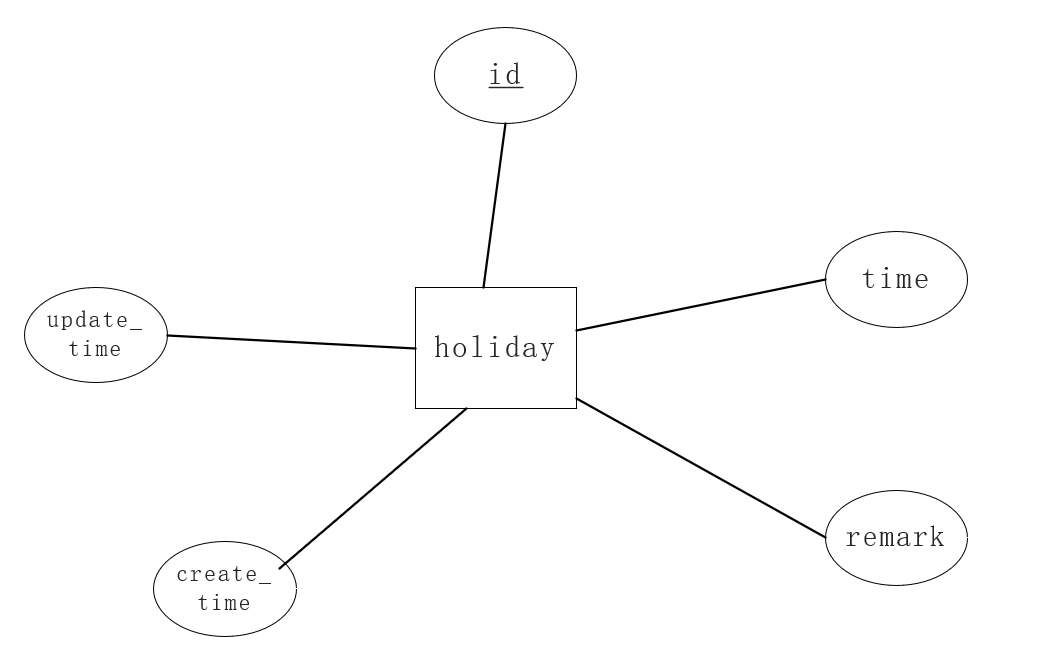 id
time
update_
time
holiday
remark
create_
time